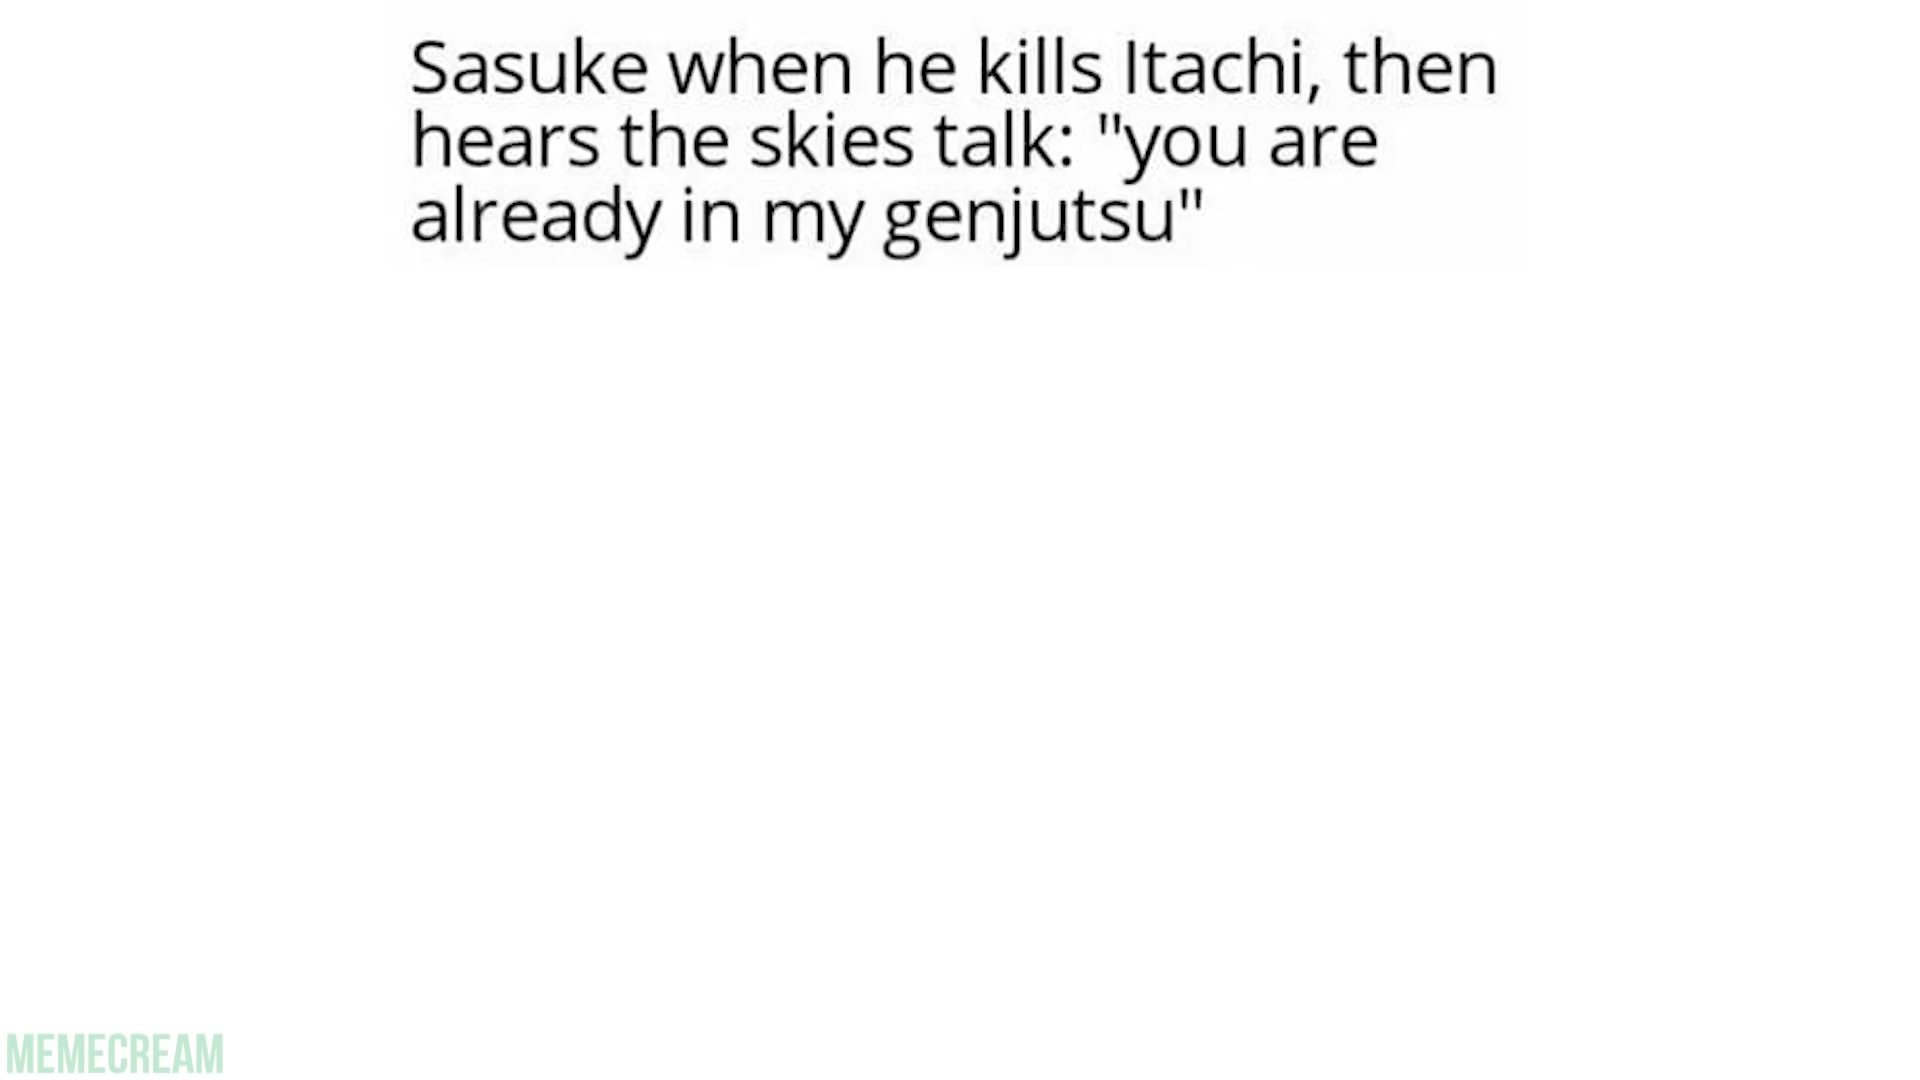 Sasuke when he kills Itachi, then
hears the skies talk: "you are
already in my genjutsu"
MEMECREAM